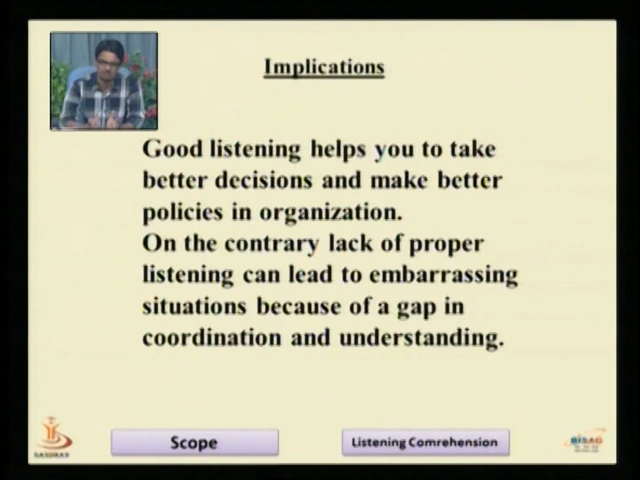 Implications
Good listening helps you to take
better decisions and make better
policies in organization.
On the contrary lack of proper
listening can lead to embarrassing
situations because of a gap in
coordination and understanding.
Scope
Listening Comrehension
BISAG